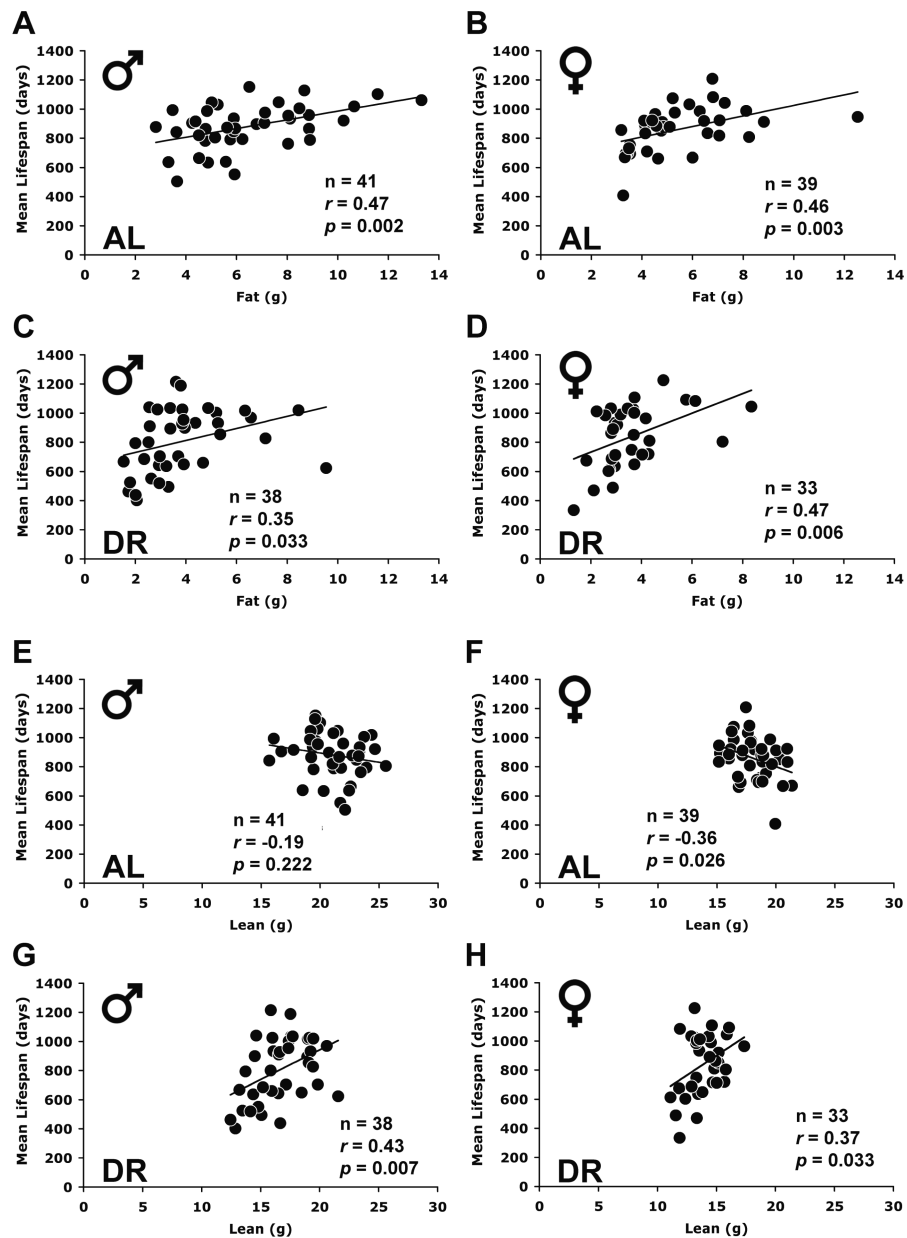 A
1400
1200
1000
800
600
400
200
0
Mean Lifespan (days)
n = 41
r = 0.47
p = 0.002
AL
0 2 4 6 8 10 12 14
Fat (g)
B
1400
1200
1000
800
600
400
200
0
Mean Lifespan (days)
n = 39
r = 0.46
p = 0.003
AL
0 2 4 6 8 10 12 14
Fat (g)
C
1400
1200
1000
800
600
400
200
0
Mean Lifespan (days)
n = 38
r = 0.35
p = 0.033
DR
0 2 4 6 8 10 12 14
Fat (g)
D
1400
1200
1000
800
600
400
200
0
Mean Lifespan (days)
n = 33
r = 0.47
p = 0.006
DR
0 2 4 6 8 10 12 14
Fat (g)
E
1400
1200
1000
800
600
400
200
0
Mean Lifespan (days)
n = 41
r = -0.19
p = 0.222
AL
0 5 10 15 20 25 30
Lean (g)
F
1400
1200
1000
800
600
400
200
0
Mean Lifespan (days)
n = 39
r = -0.36
p = 0.026
AL
0 5 10 15 20 25 30
Lean (g)
G
1400
1200
1000
800
600
400
200
0
Mean Lifespan (days)
n = 38
r = 0.43
p = 0.007
DR
0 5 10 15 20 25 30
Lean (g)
H
1400
1200
1000
800
600
400
200
0
Mean Lifespan (days)
n = 33
r = 0.37
p = 0.033
DR
0 5 10 15 20 25 30
Lean (g)